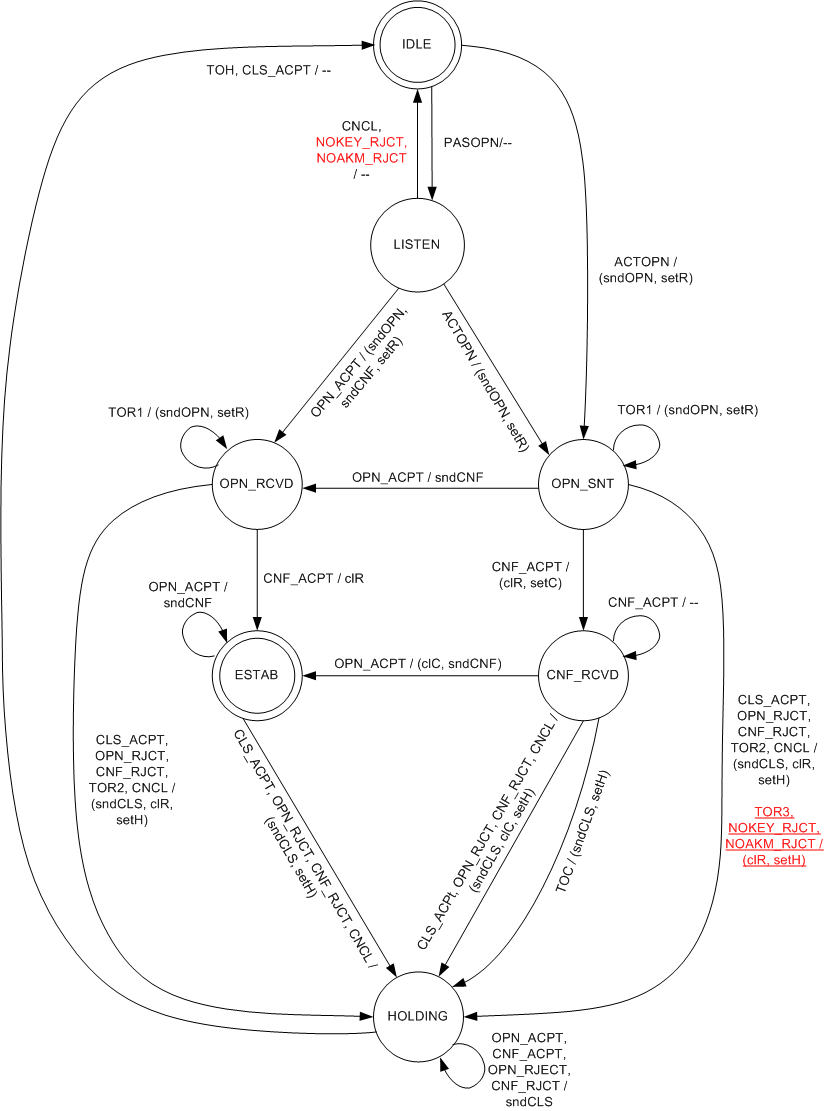 IDLE
TOH, CLS_ACPT / --
CNCL,
NOKEY_RJCT,
NOAKM_RJCT
/ --
PASOPN/--
LISTEN
ACTOPN /
(sndOPN, setR)
OPN_ACPT / (sndOPN,
sndCNF, setR)
ACTOPN / (sndOPN, setR)
TOR1 / (sndOPN, setR)
TOR1 / (sndOPN, setR)
OPN_RCVD
OPN_ACPT / sndCNF
OPN_SNT
CNF_ACPT / clR
CNF_ACPT /
(clR, setC)
OPN_ACPT /
sndCNF
CNF_ACPT / --
ESTAB
OPN_ACPT / (clC, sndCNF)
CNF_RCVD
CLS_ACPT,
OPN_RJCT,
CNF_RJCT,
TOR2, CNCL /
(sndCLS, clR,
setH)
CLS_ACPT, OPN_RJCT, CNF_RJCT, CNCL /
(sndCLS, setH)
CLS_ACPt, OPN_RJCT, CNF_RJCT, CNCL /
(sndCLS, clC, setH)
TOC / (sndCLS, setH)
CLS_ACPT,
OPN_RJCT,
CNF_RJCT,
TOR2, CNCL /
(sndCLS, clR,
setH)
TOR3,
NOKEY_RJCT,
NOAKM_RJCT /
(clR, setH)
HOLDING
OPN_ACPT,
CNF_ACPT,
OPN_RJECT,
CNF_RJCT /
sndCLS